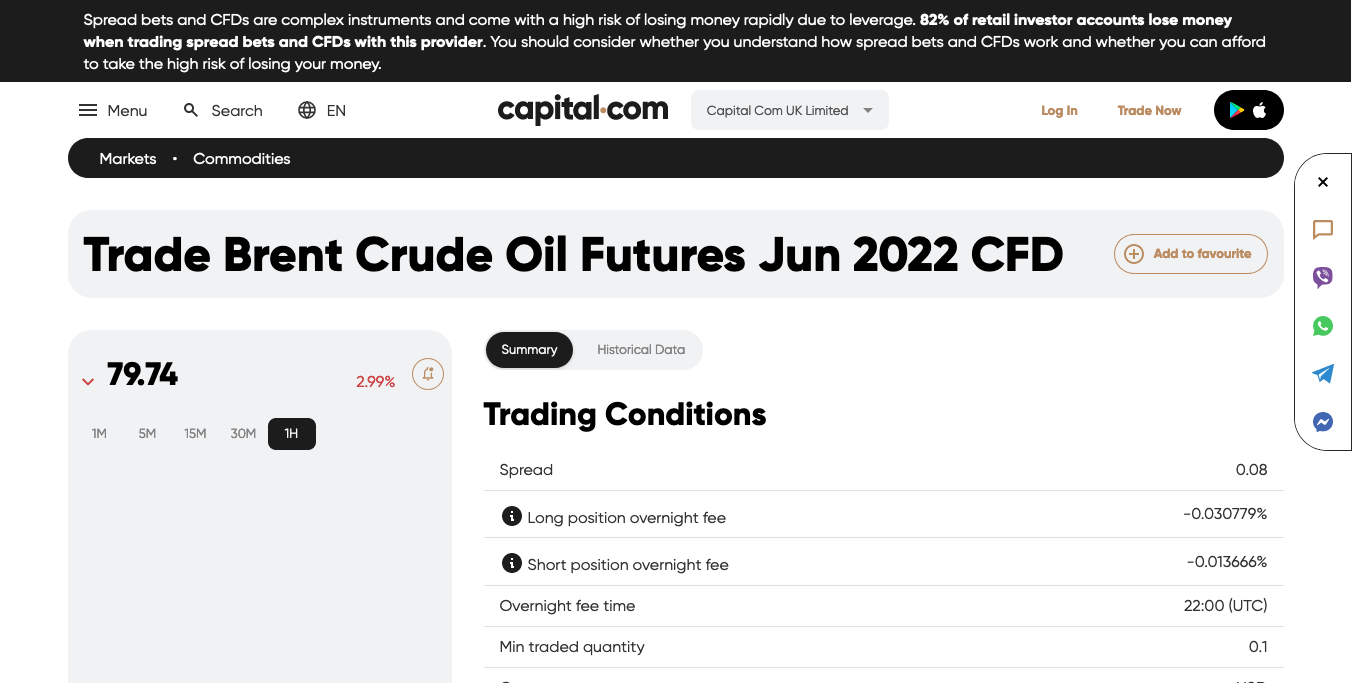 Spread bets and CFDs are complex instruments and come with a high risk of losing money rapidly due to leverage. 82% of retail investor accounts lose money
when trading spread bets and CFDs with this provider. You should consider whether you understand how spread bets and CFDs work and whether you can afford
to take the high risk of losing your money.
Menu Search EN capital.com Capital Com UK Limited Log In Trade Now
Markets • Commodities
Trade Brent Crude Oil Futures Jun 2022 CFD Add to favourite
79.74 2.99%
1M 5M 15M 30M 1H
Summary Historical Data
Trading Conditions
Spread 0.08
Long position overnight fee -0.030779%
Short position overnight fee -0.013666%
Overnight fee time 22:00 (UTC)
Min traded quantity 0.1